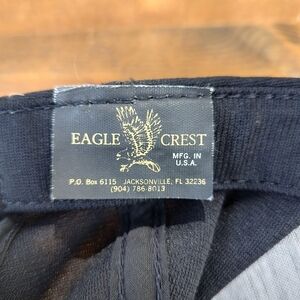 EAGLE CREST
MFG. IN
U.S.A.
P.O. Box 6115 JACKSONVILLE, FL 32236
(904) 786-8013